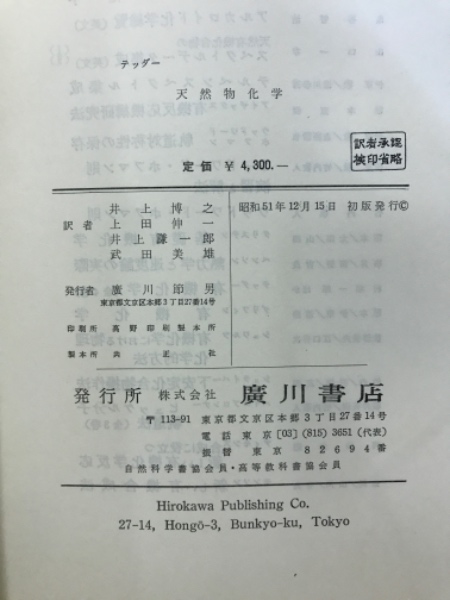 テッダー
天然物化学
訳者承認
検印省略
定価 ¥4,300.—
井上博之
訳者 上田伸一
井上謙一郎
武田美雄
昭和51年12月15日 初版発行©
発行者 廣川節男
東京都文京区本郷3丁目27番14号
印刷所 高野印刷製本所
製本所 共正社
発行所 株式会社 廣川書店
〒113-91 東京都文京区本郷3丁目27番14号
電話 東京[03](815)3651(代表)
振替 東京 82694番
自然科学書協会員・高等教科書協会員
Hirokawa Publishing Co.
27-14, Hongō-3, Bunkyo-ku, Tokyo